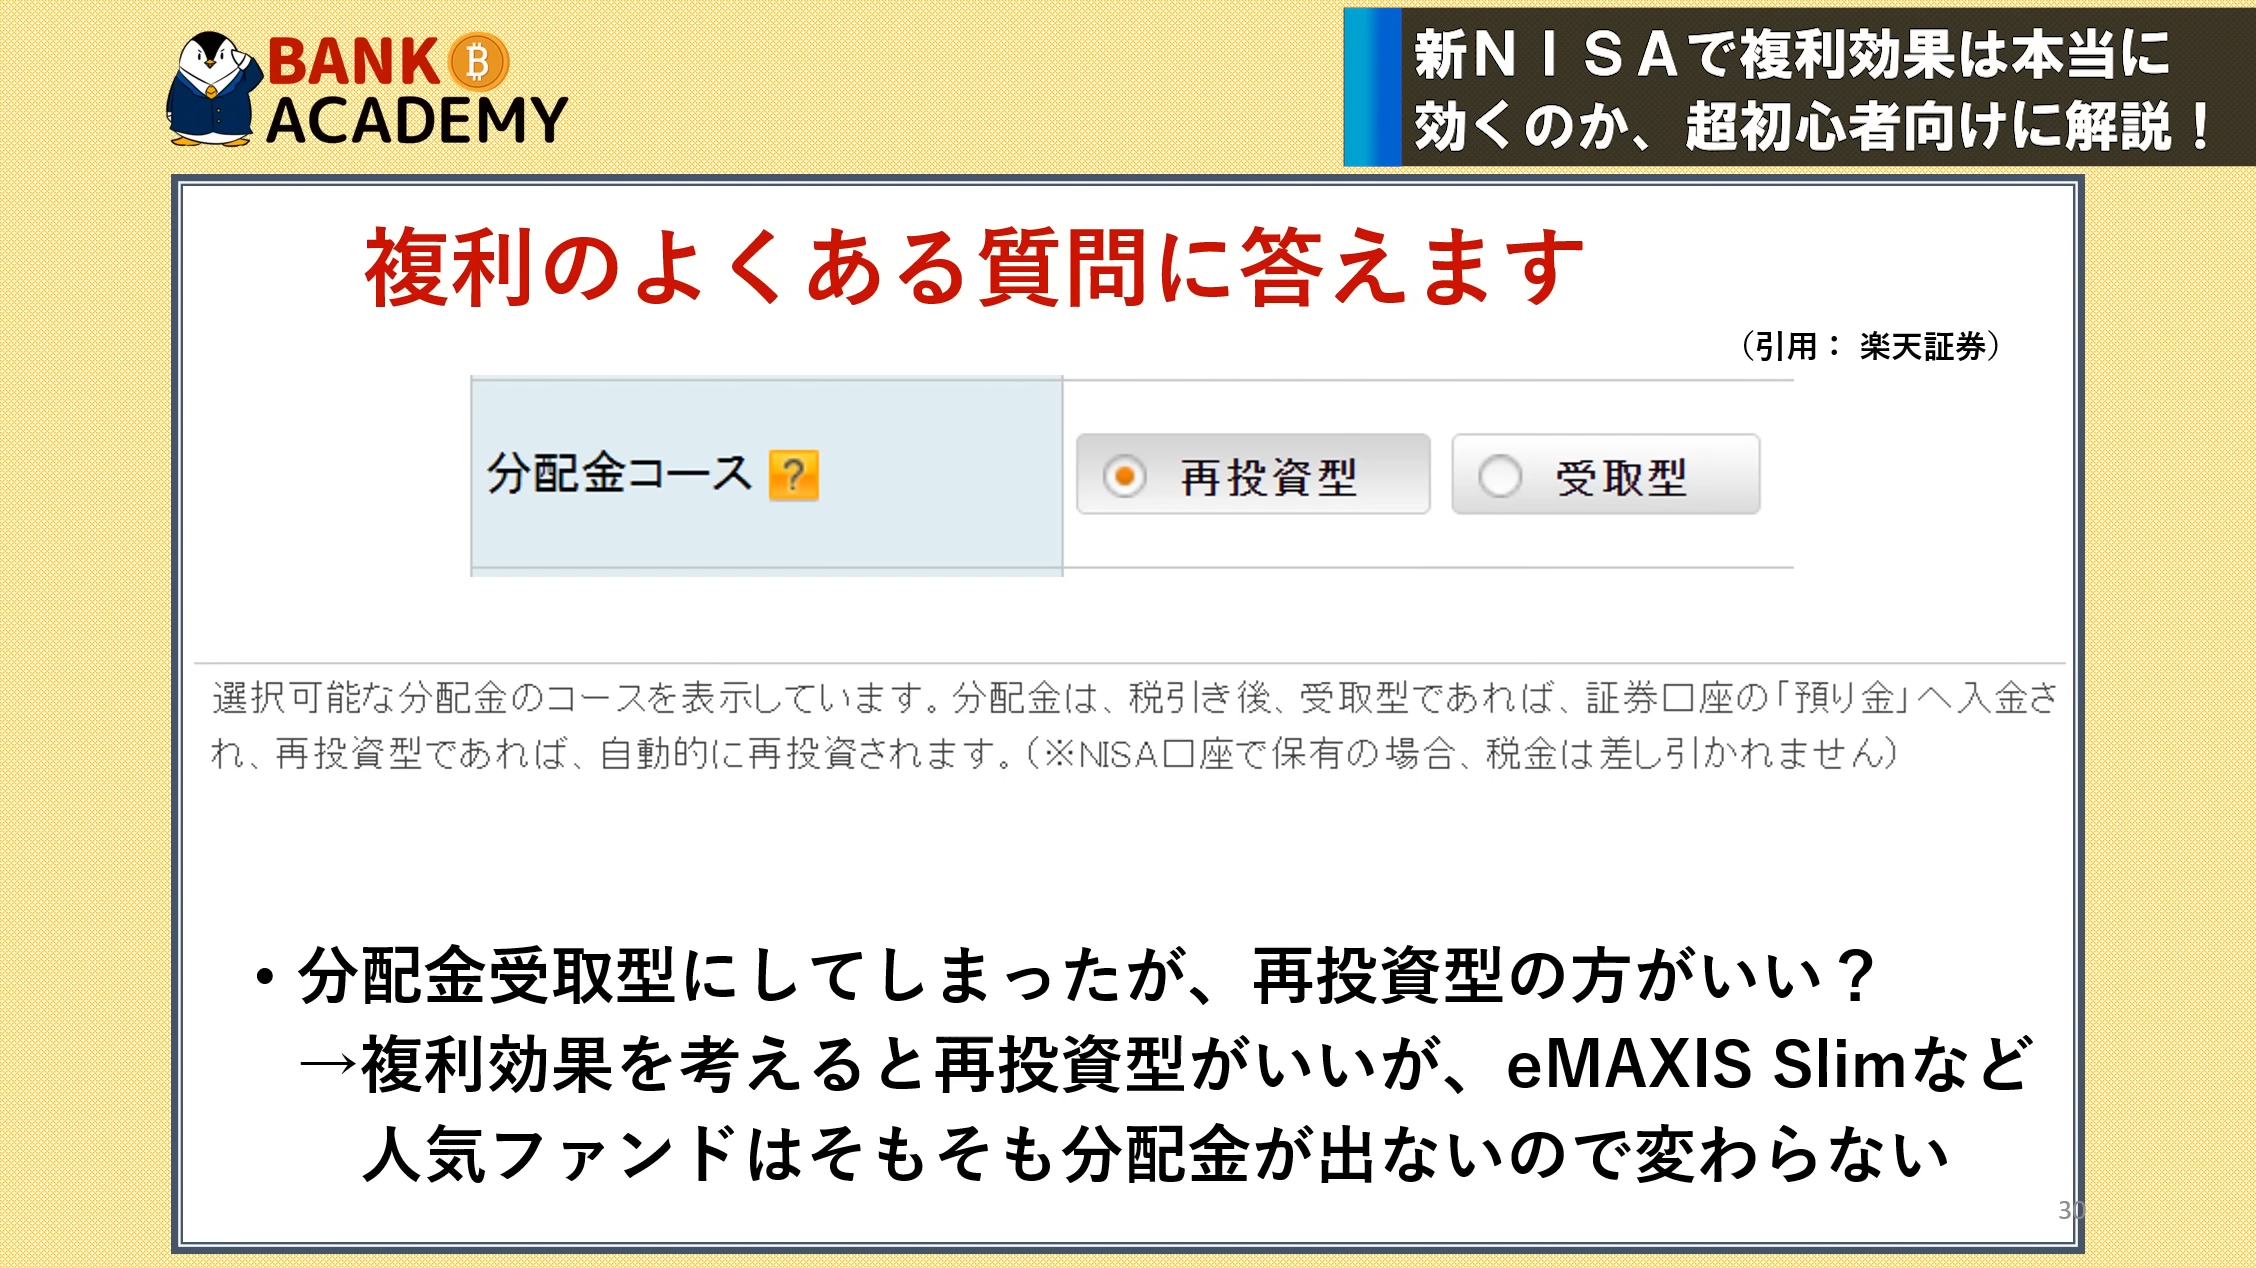 BANK ₿
ACADEMY
新ＮＩＳＡで複利効果は本当に
効くのか、超初心者向けに解説！
複利のよくある質問に答えます
（引用： 楽天証券）
分配金コース ? 再投資型 受取型
選択可能な分配金のコースを表示しています。分配金は、税引き後、受取型であれば、証券口座の「預り金」へ入金さ
れ、再投資型であれば、自動的に再投資されます。（※NISA口座で保有の場合、税金は差し引かれません）
・分配金受取型にしてしまったが、再投資型の方がいい？
→複利効果を考えると再投資型がいいが、eMAXIS Slimなど
人気ファンドはそもそも分配金が出ないので変わらない
30